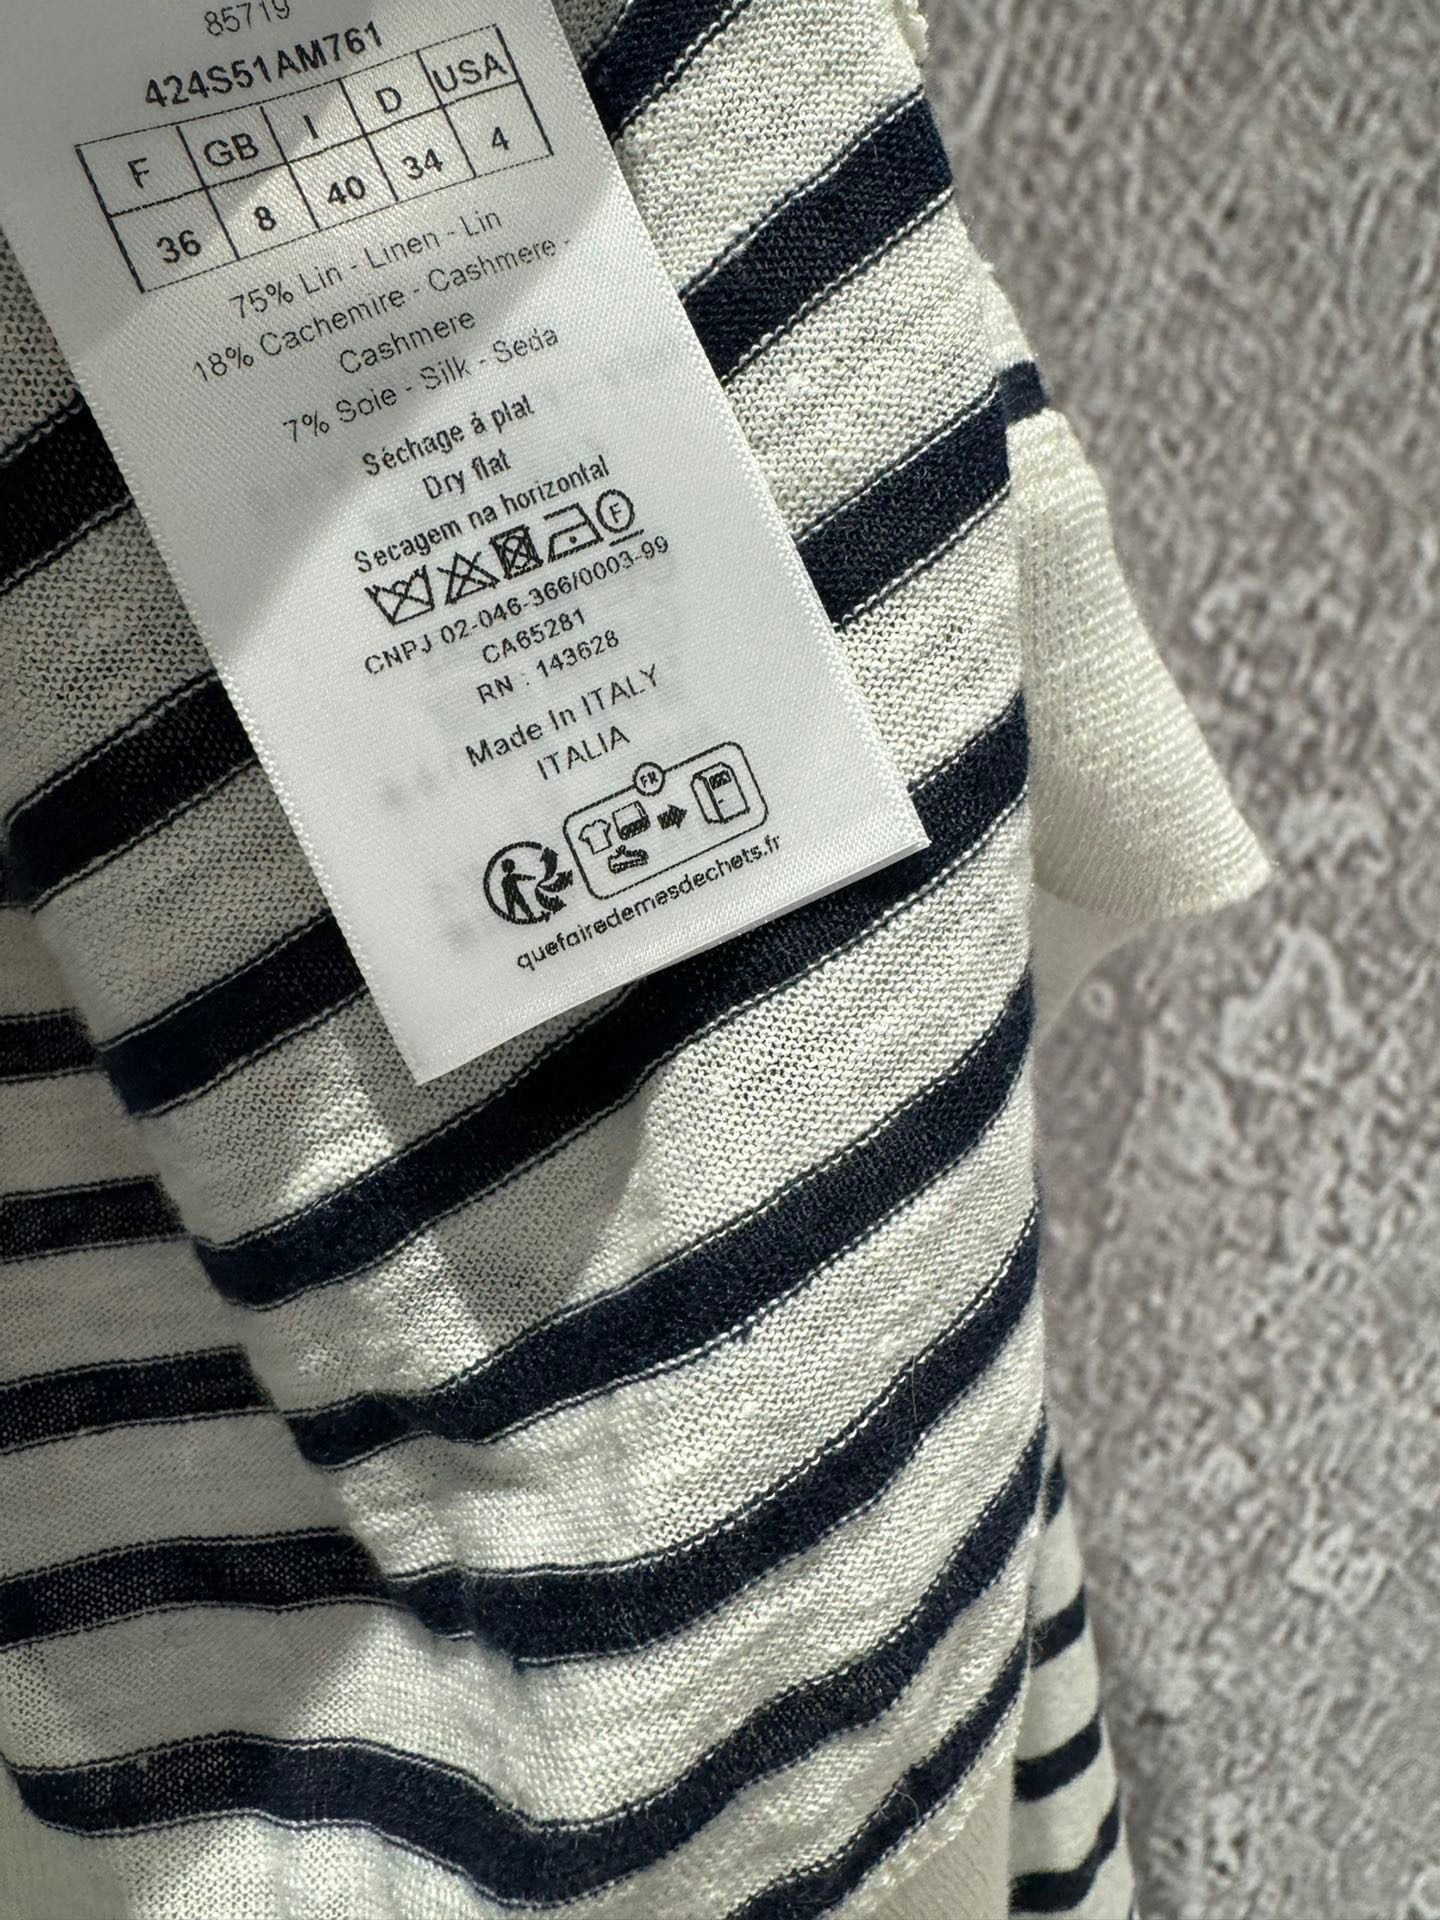 85719
424S51AM761
F GB I D USA
36 8 40 34 4
75% Lin - Linen - Lin
18% Cachemire - Cashmere -
Cashmere
7% Soie - Silk - Seda
Séchage à plat
Dry flat
Secagem na horizontal
F
CNPJ 02-046-366/0003-99
CA65281
RN : 143628
Made In ITALY
ITALIA
FR
quefairedemesdechets.fr